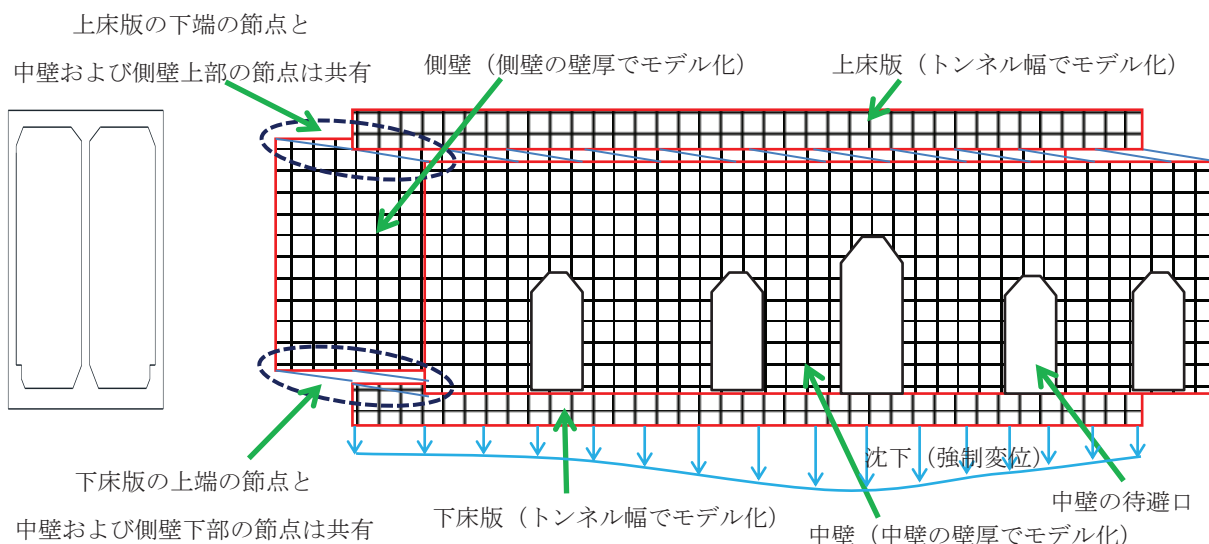 上床版の下端の節点と
中壁および側壁上部の節点は共有
側壁（側壁の壁厚でモデル化）
上床版（トンネル幅でモデル化）
沈下（強制変位）
下床版の上端の節点と
中壁および側壁下部の節点は共有
下床版（トンネル幅でモデル化）
中壁の待避口
中壁（中壁の壁厚でモデル化）